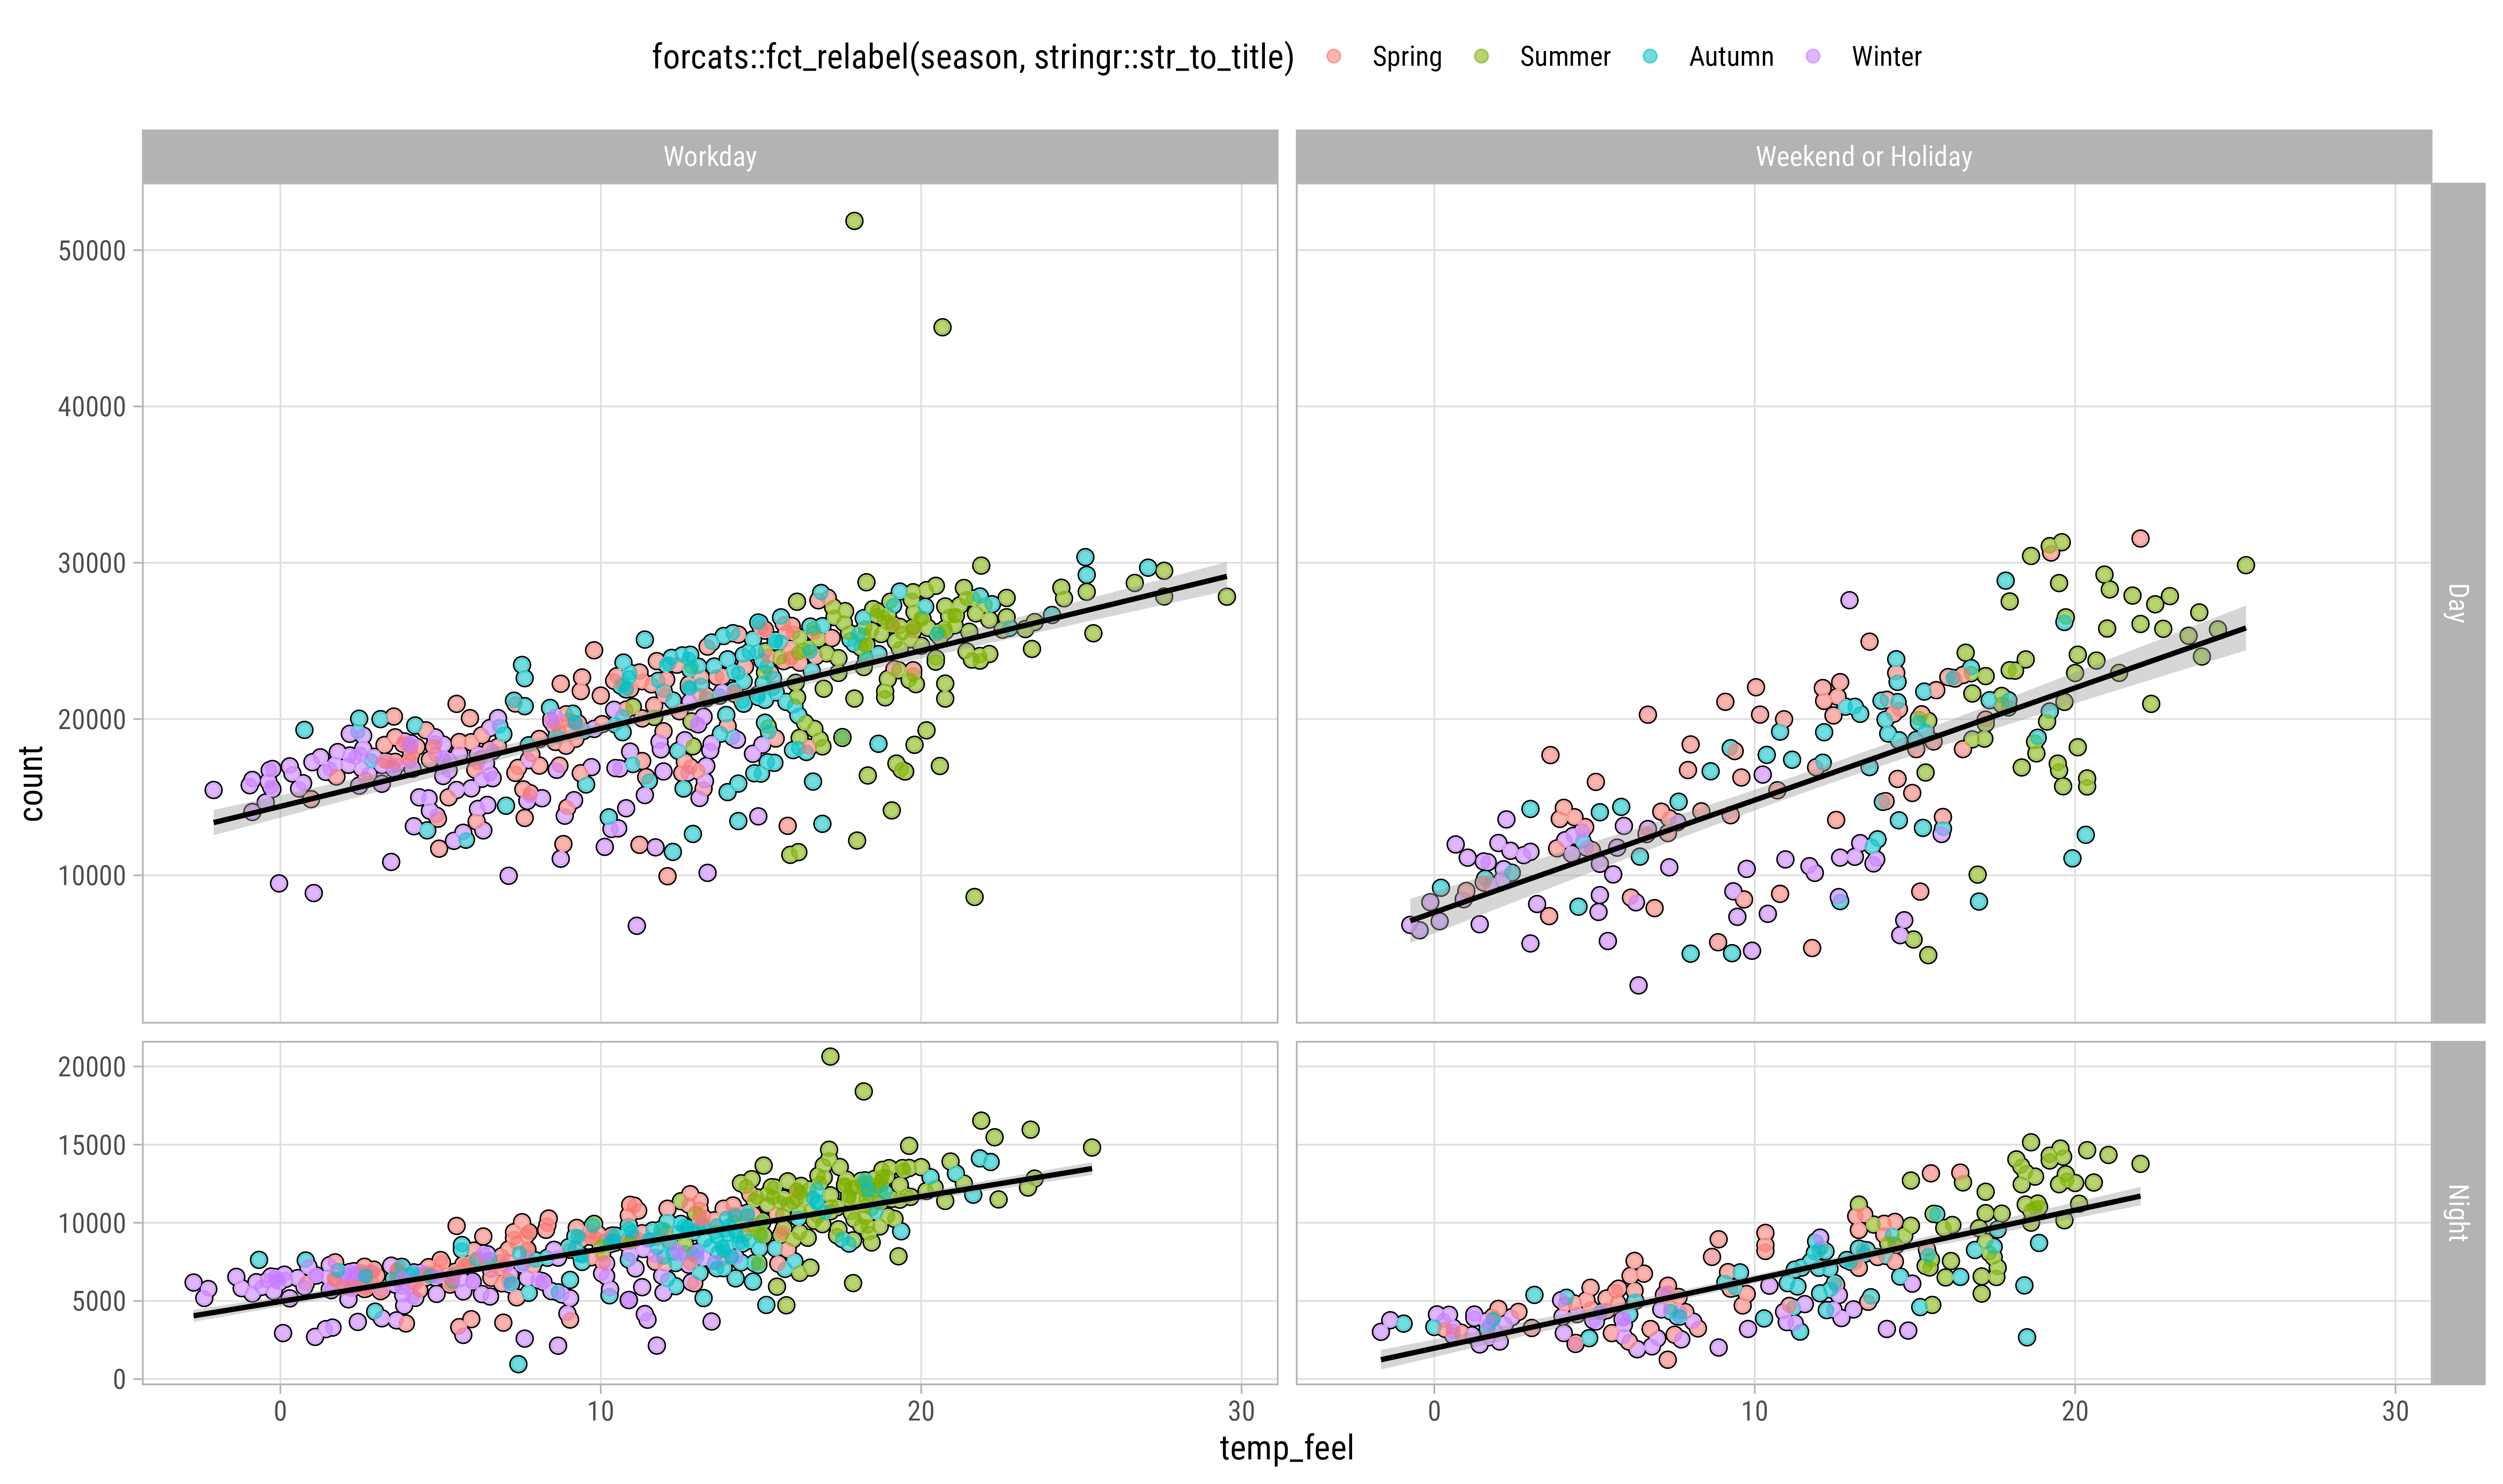 forcats::fct_relabel(season, stringr::str_to_title) Spring Summer Autumn Winter
Workday Weekend or Holiday
50000
40000
30000
20000
10000
Day
count
20000
15000
10000
5000
0
Night
0 10 20 30 0 10 20 30
temp_feel